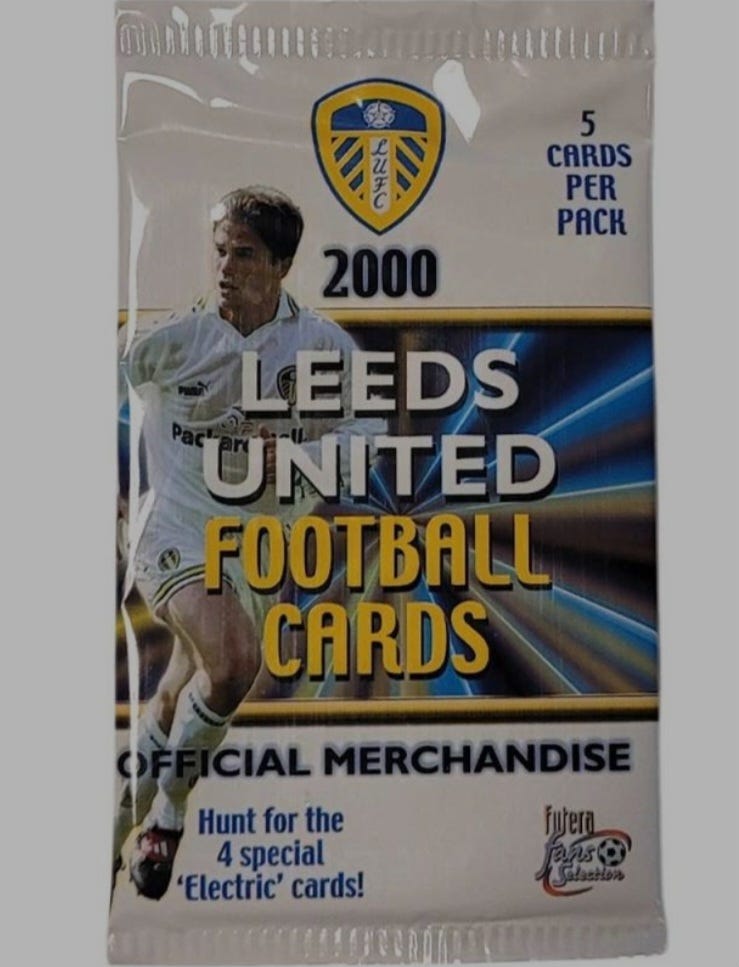 LUFC
5
CARDS
PER
PACK
2000
LEEDS
UNITED
FOOTBALL
CARDS
OFFICIAL MERCHANDISE
Hunt for the
4 special
'Electric' cards!
Futera
fans
Selection